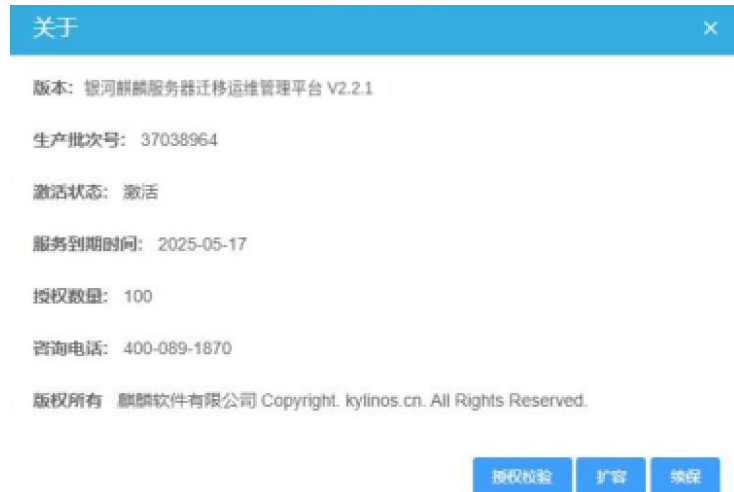 关于
版本：银河麒麟服务器迁移运维管理平台 V2.2.1
生产批次号： 37038964
激活状态： 激活
服务到期时间： 2025-05-17
授权数量： 100
咨询电话： 400-089-1870
版权所有 麒麟软件有限公司 Copyright. kylinos.cn. All Rights Reserved.
授权校验 扩容 续保